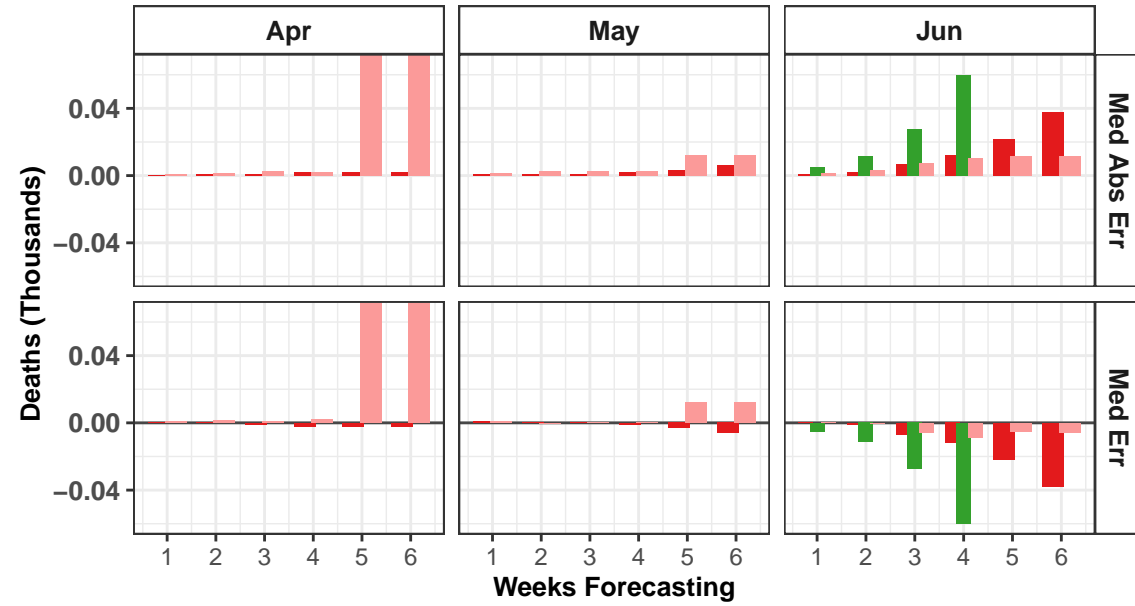 Apr May Jun
0.04
0.00
−0.04
Med Abs Err
0.04
0.00
−0.04
Med Err
Deaths (Thousands)
1 2 3 4 5 6 1 2 3 4 5 6 1 2 3 4 5 6
Weeks Forecasting